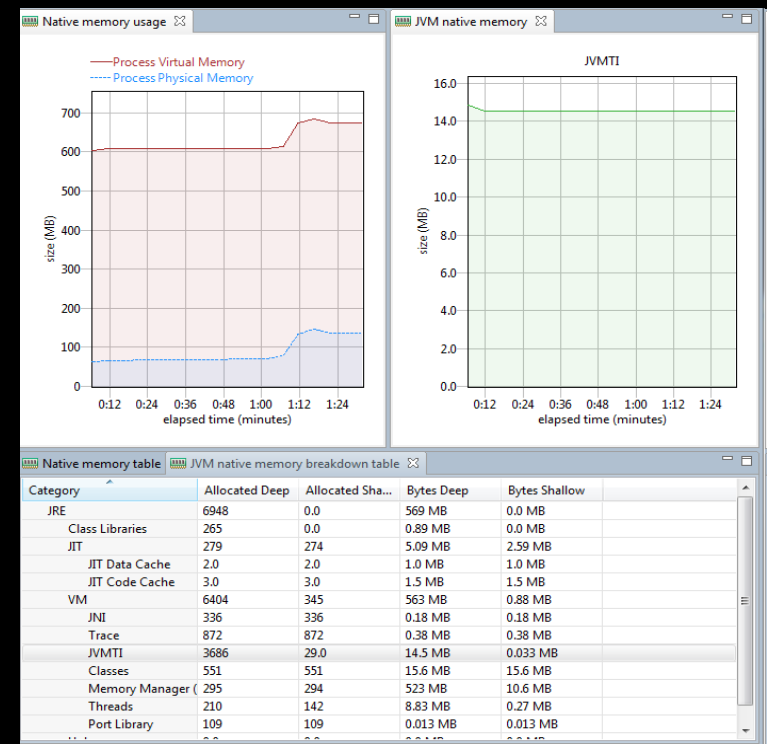 Native memory usage
Process Virtual Memory
Process Physical Memory
700
600
500
400
300
200
100
0
size (MB)
0:12 0:24 0:36 0:48 1:00 1:12 1:24
elapsed time (minutes)
JVM native memory
JVMTI
16.0
14.0
12.0
10.0
8.0
6.0
4.0
2.0
0.0
size (MB)
0:12 0:24 0:36 0:48 1:00 1:12 1:24
elapsed time (minutes)
Native memory table JVM native memory breakdown table
Category Allocated Deep Allocated Sha... Bytes Deep Bytes Shallow
JRE 6948 0.0 569 MB 0.0 MB
Class Libraries 265 0.0 0.89 MB 0.0 MB
JIT 279 274 5.09 MB 2.59 MB
JIT Data Cache 2.0 2.0 1.0 MB 1.0 MB
JIT Code Cache 3.0 3.0 1.5 MB 1.5 MB
VM 6404 345 563 MB 0.88 MB
JNI 336 336 0.18 MB 0.18 MB
Trace 872 872 0.38 MB 0.38 MB
JVMTI 3686 29.0 14.5 MB 0.033 MB
Classes 551 551 15.6 MB 15.6 MB
Memory Manager ( 295 294 523 MB 10.6 MB
Threads 210 142 8.83 MB 0.27 MB
Port Library 109 109 0.013 MB 0.013 MB